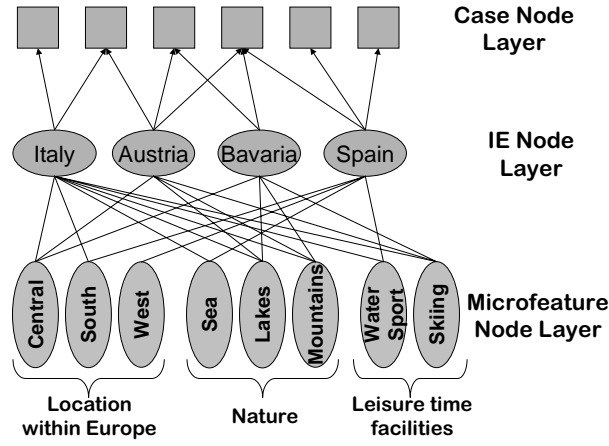 Case Node
Layer
Italy
Austria
Bavaria
Spain
IE Node
Layer
Central
South
West
Sea
Lakes
Mountains
Water
Sport
Skiing
Microfeature
Node Layer
Location
within Europe
Nature
Leisure time
facilities